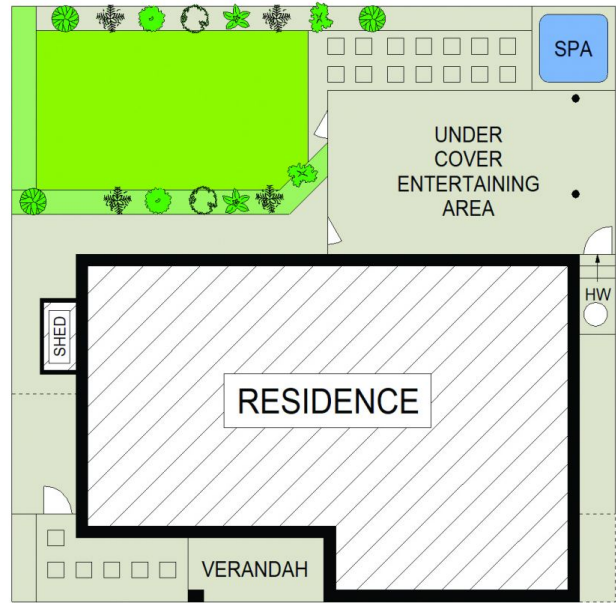 SPA
UNDER
COVER
ENTERTAINING
AREA
HW
SHED
RESIDENCE
VERANDAH